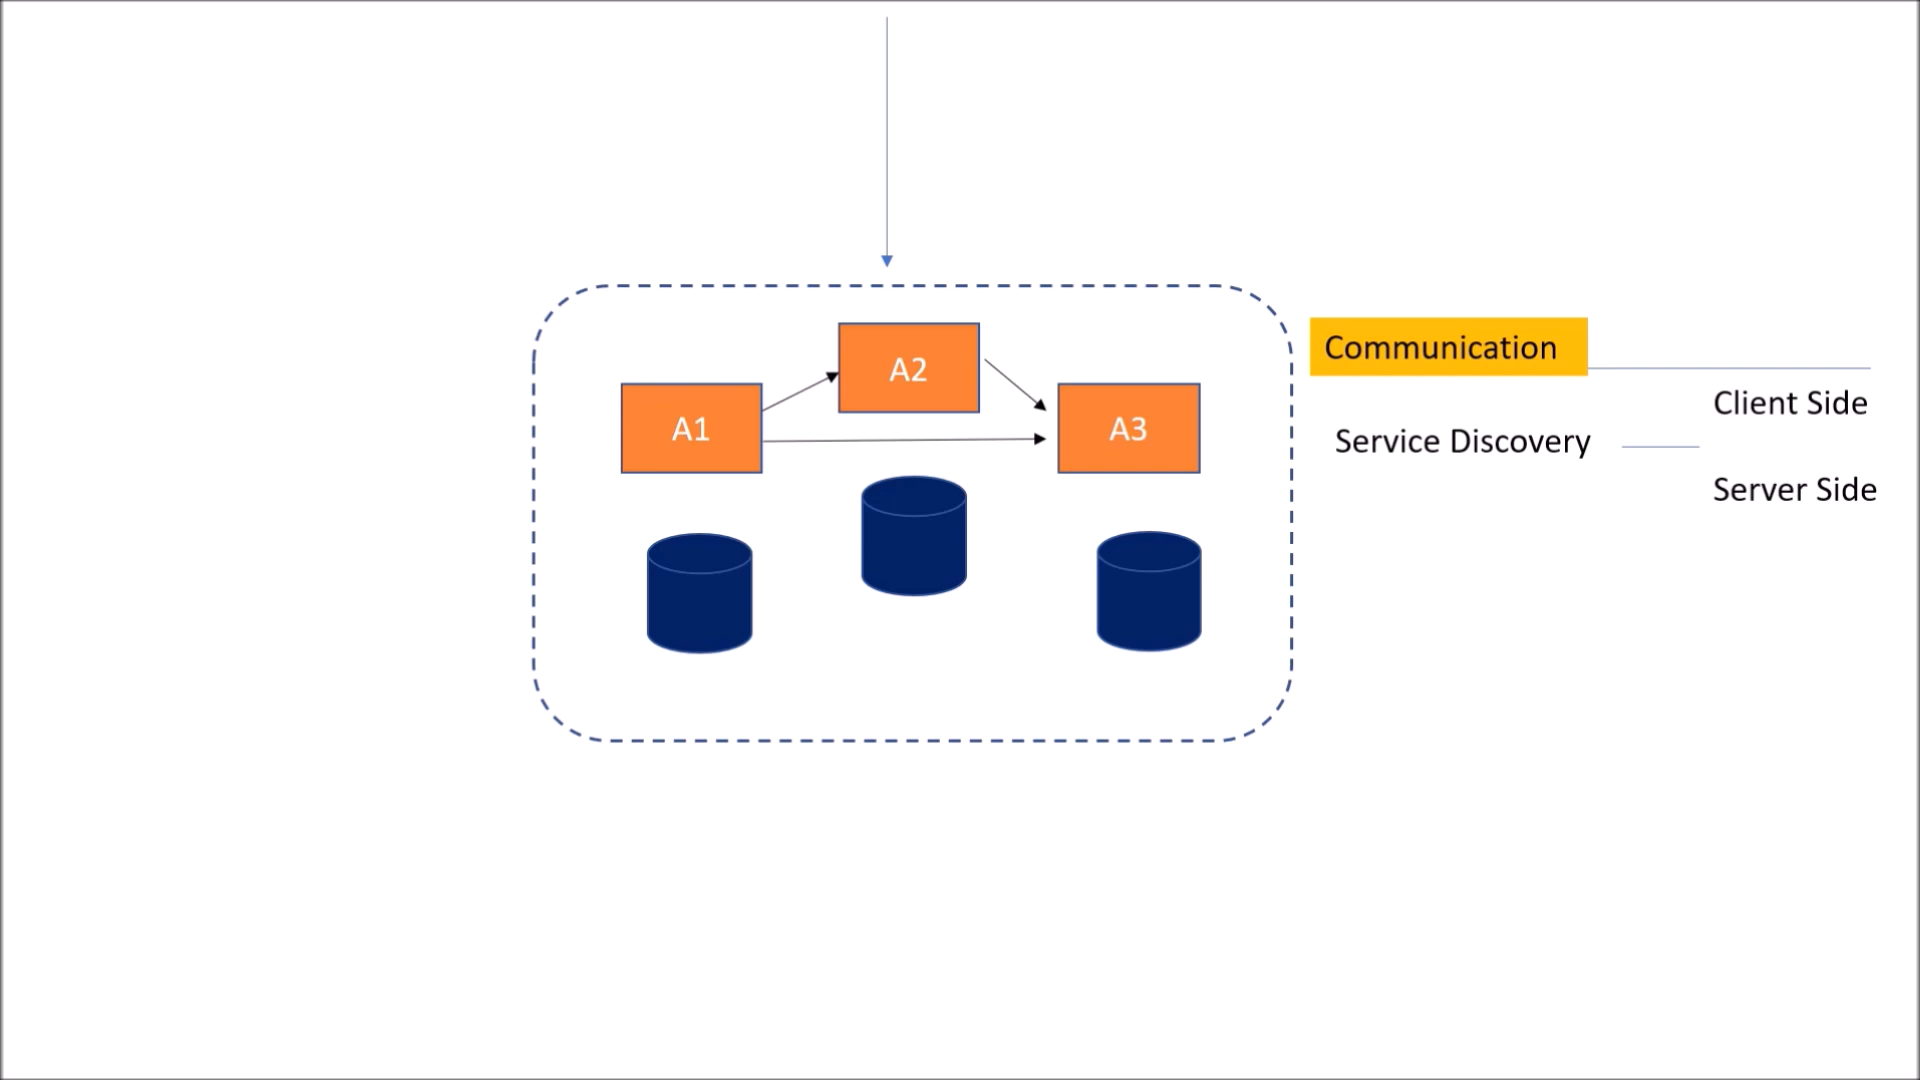 A2
A1
A3
Communication
Client Side
Service Discovery
Server Side